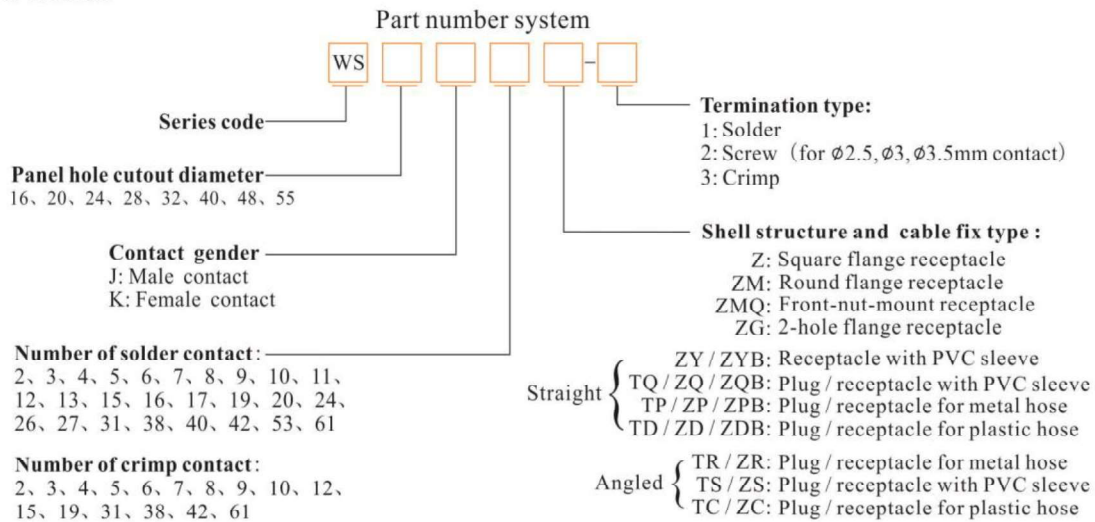 Part number system
WS
–
Series code
Panel hole cutout diameter
16、20、24、28、32、40、48、55
Contact gender
J: Male contact
K: Female contact
Number of solder contact:
2、3、4、5、6、7、8、9、10、11、
12、13、15、16、17、19、20、24、
26、27、31、38、40、42、53、61
Number of crimp contact:
2、3、4、5、6、7、8、9、10、12、
15、19、31、38、42、61
Termination type:
1: Solder
2: Screw（for Ø2.5, Ø3, Ø3.5mm contact）
3: Crimp
Shell structure and cable fix type :
Z: Square flange receptacle
ZM: Round flange receptacle
ZMQ: Front-nut-mount receptacle
ZG: 2-hole flange receptacle
Straight
ZY / ZYB: Receptacle with PVC sleeve
TQ / ZQ / ZQB: Plug / receptacle with PVC sleeve
TP / ZP / ZPB: Plug / receptacle for metal hose
TD / ZD / ZDB: Plug / receptacle for plastic hose
Angled
TR / ZR: Plug / receptacle for metal hose
TS / ZS: Plug / receptacle with PVC sleeve
TC / ZC: Plug / receptacle for plastic hose